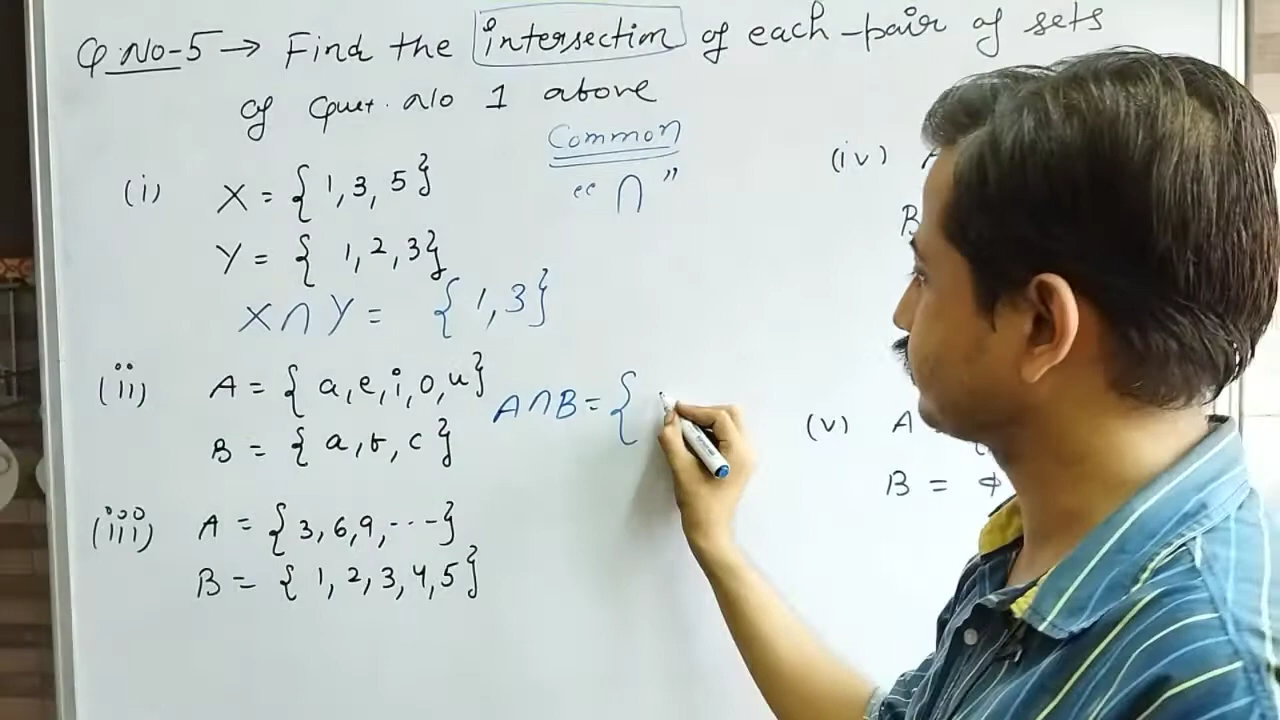 Q.No-5 → Find the intersection of each pair of sets
of Quet. No 1 above
Common
"∩"
(i) X = { 1, 3, 5 }
Y = { 1, 2, 3 }
X ∩ Y = { 1, 3 }
(ii) A = { a, e, i, o, u }
B = { a, b, c }
A ∩ B = {
(iii) A = { 3, 6, 9, ---- }
B = { 1, 2, 3, 4, 5 }
(iv) A
B
(v) A
B = ϕ